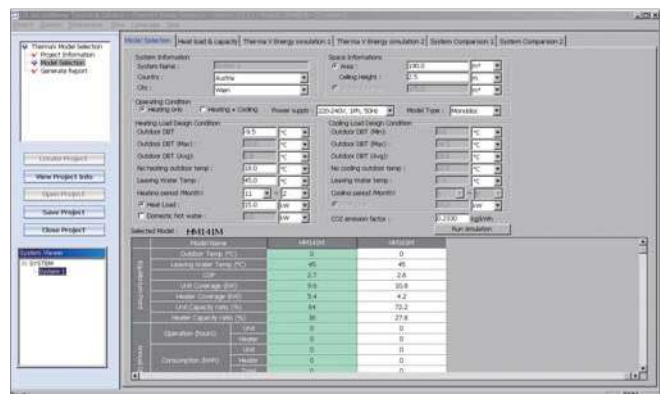 Therma V Model Selection
Project Information
Model Selection
Generate Report
View Project Info
Save Project
Close Project
System Viewer
SYSTEM
System 1
Model Selection Heat load & capacity Therma V Energy simulation 1 Therma V Energy simulation 2 System Comparison 1 System Comparison 2
System Information
System Name :
Country : Austria
City : Wien
Space Informations
Area : 100.0 m²
Ceiling Height : 2.5 m
Operating Condition
Heating only Heating + Cooling Power supply : 220-240V, 1Ph, 50Hz Model Type : Monobloc
Heating Load Design Condition
Outdoor DBT -9.5 ℃
Outdoor DBT (Max) : ℃
Outdoor DBT (Avg) : ℃
No heating outdoor temp : 18.0 ℃
Leaving Water Temp : 45.0 ℃
Heating period (Month) : 11 ~ 2
Heat Load : 15.0 kW
Domestic hot water : kW
Cooling Load Design Condition
Outdoor DBT (Min) : ℃
Outdoor DBT (Max) : ℃
Outdoor DBT (Avg) : ℃
No cooling outdoor temp : ℃
Leaving Water temp : ℃
Cooling period (Month) : ~
kW
CO2 emission factor : kg/kWh
Run simulation
Selected Model : HM141M
Model Name HM141M HM161M
Outdoor Temp (℃) 0 0
Leaving Water Temp (℃) 45 45
COP 2.7 2.6
Unit Coverage (kW) 9.6 10.8
Heater Coverage (kW) 5.4 4.2
Unit Capacity ratio (%) 64 72.2
Heater Capacity ratio (%) 36 27.8
Operation (hours) Unit 0 0
Heater 0 0
Consumption (kWh) Unit 0 0
Heater 0 0
Total 0 0